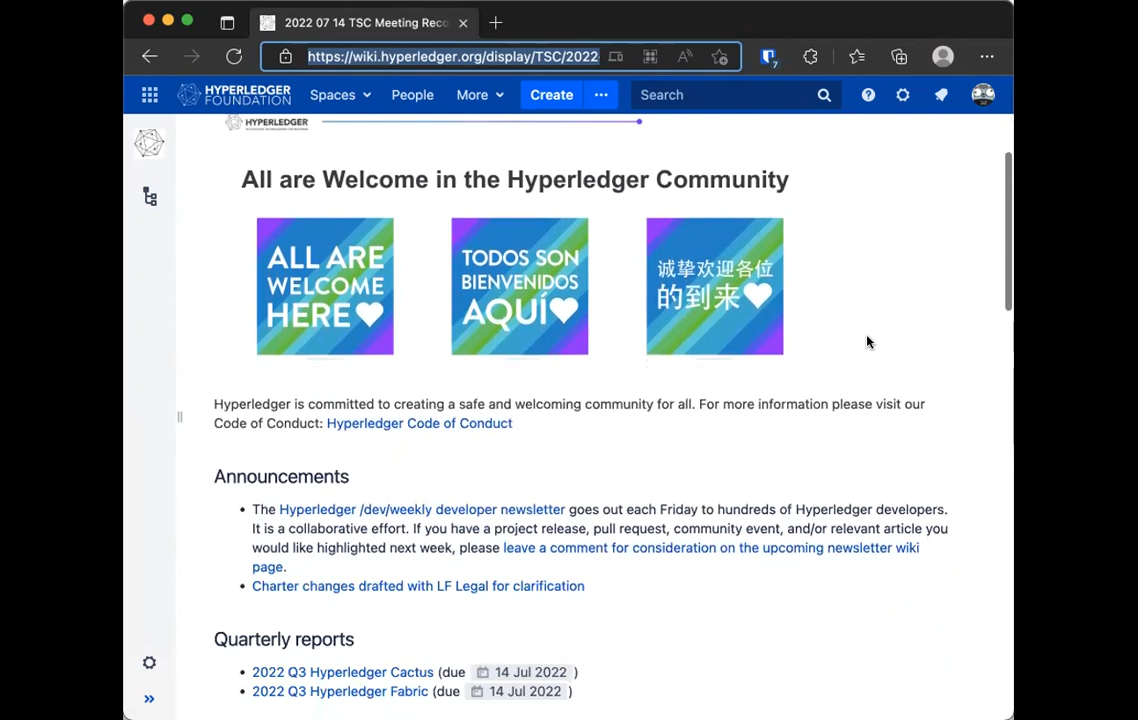 2022 07 14 TSC Meeting Reco
https://wiki.hyperledger.org/display/TSC/2022
7
HYPERLEDGER
FOUNDATION
Spaces
People
More
Create
Search
HYPERLEDGER
All are Welcome in the Hyperledger Community
ALL ARE
WELCOME
HERE
TODOS SON
BIENVENIDOS
AQUÍ
诚挚欢迎各位
的到来
Hyperledger is committed to creating a safe and welcoming community for all. For more information please visit our
Code of Conduct: Hyperledger Code of Conduct
Announcements
• The Hyperledger /dev/weekly developer newsletter goes out each Friday to hundreds of Hyperledger developers.
It is a collaborative effort. If you have a project release, pull request, community event, and/or relevant article you
would like highlighted next week, please leave a comment for consideration on the upcoming newsletter wiki
page.
• Charter changes drafted with LF Legal for clarification
Quarterly reports
• 2022 Q3 Hyperledger Cactus (due 14 Jul 2022 )
• 2022 Q3 Hyperledger Fabric (due 14 Jul 2022 )